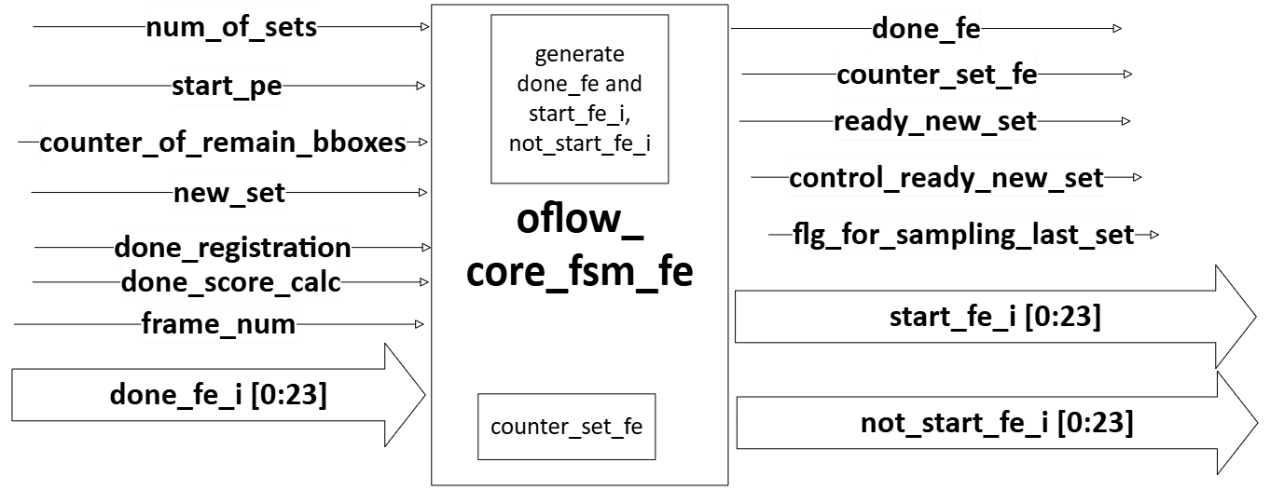 num_of_sets
start_pe
counter_of_remain_bboxes
new_set
done_registration
done_score_calc
frame_num
done_fe_i [0:23]
generate
done_fe and
start_fe_i,
not_start_fe_i
oflow_
core_fsm_fe
counter_set_fe
done_fe
counter_set_fe
ready_new_set
control_ready_new_set
flg_for_sampling_last_set
start_fe_i [0:23]
not_start_fe_i [0:23]